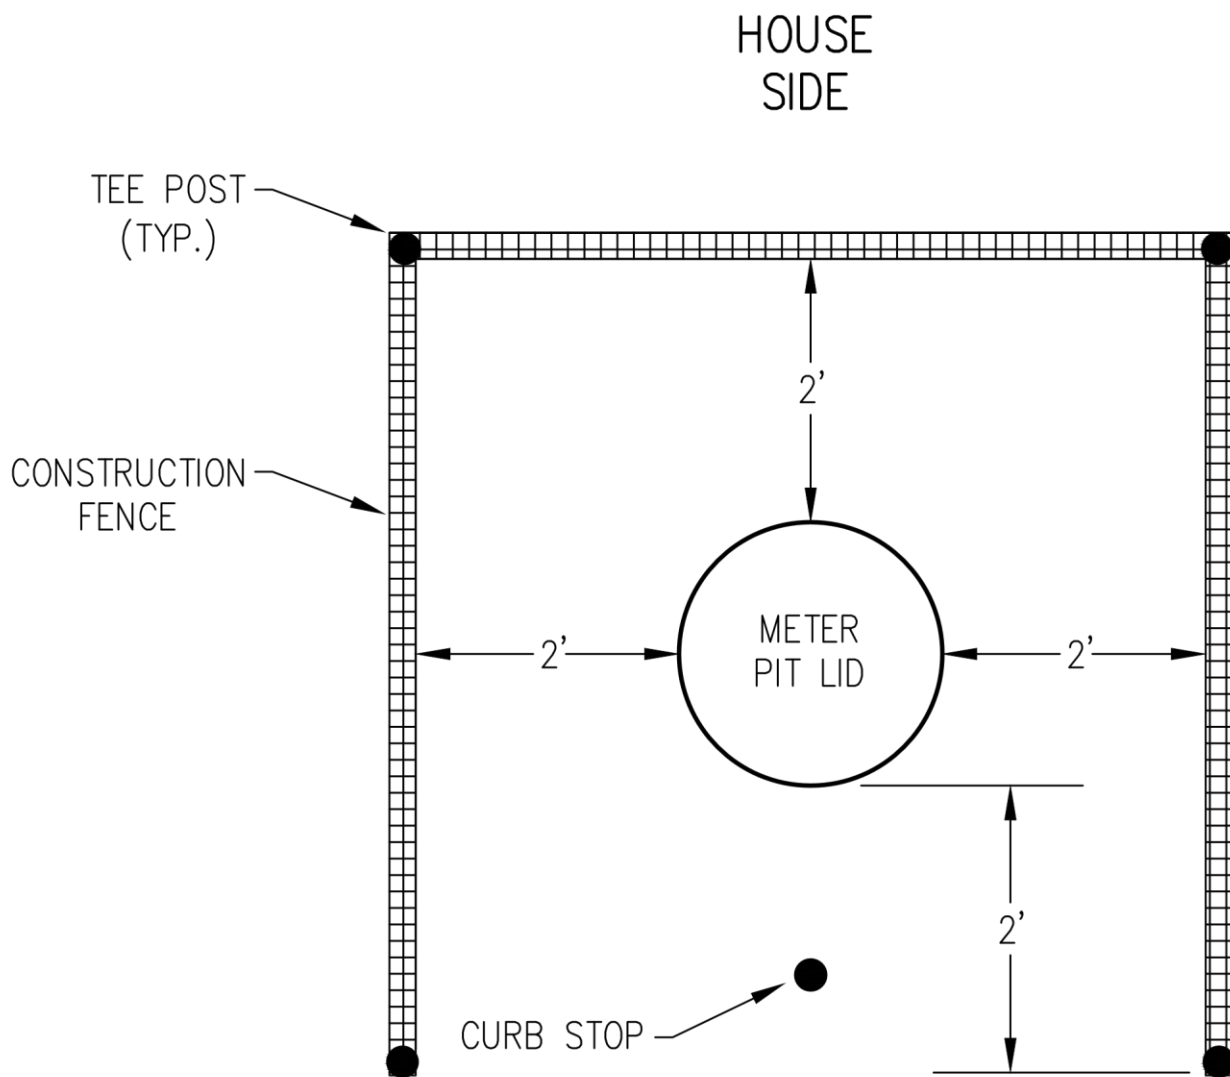 HOUSE
SIDE
TEE POST
(TYP.)
2'
CONSTRUCTION
FENCE
METER
PIT LID
2'
2'
2'
CURB STOP